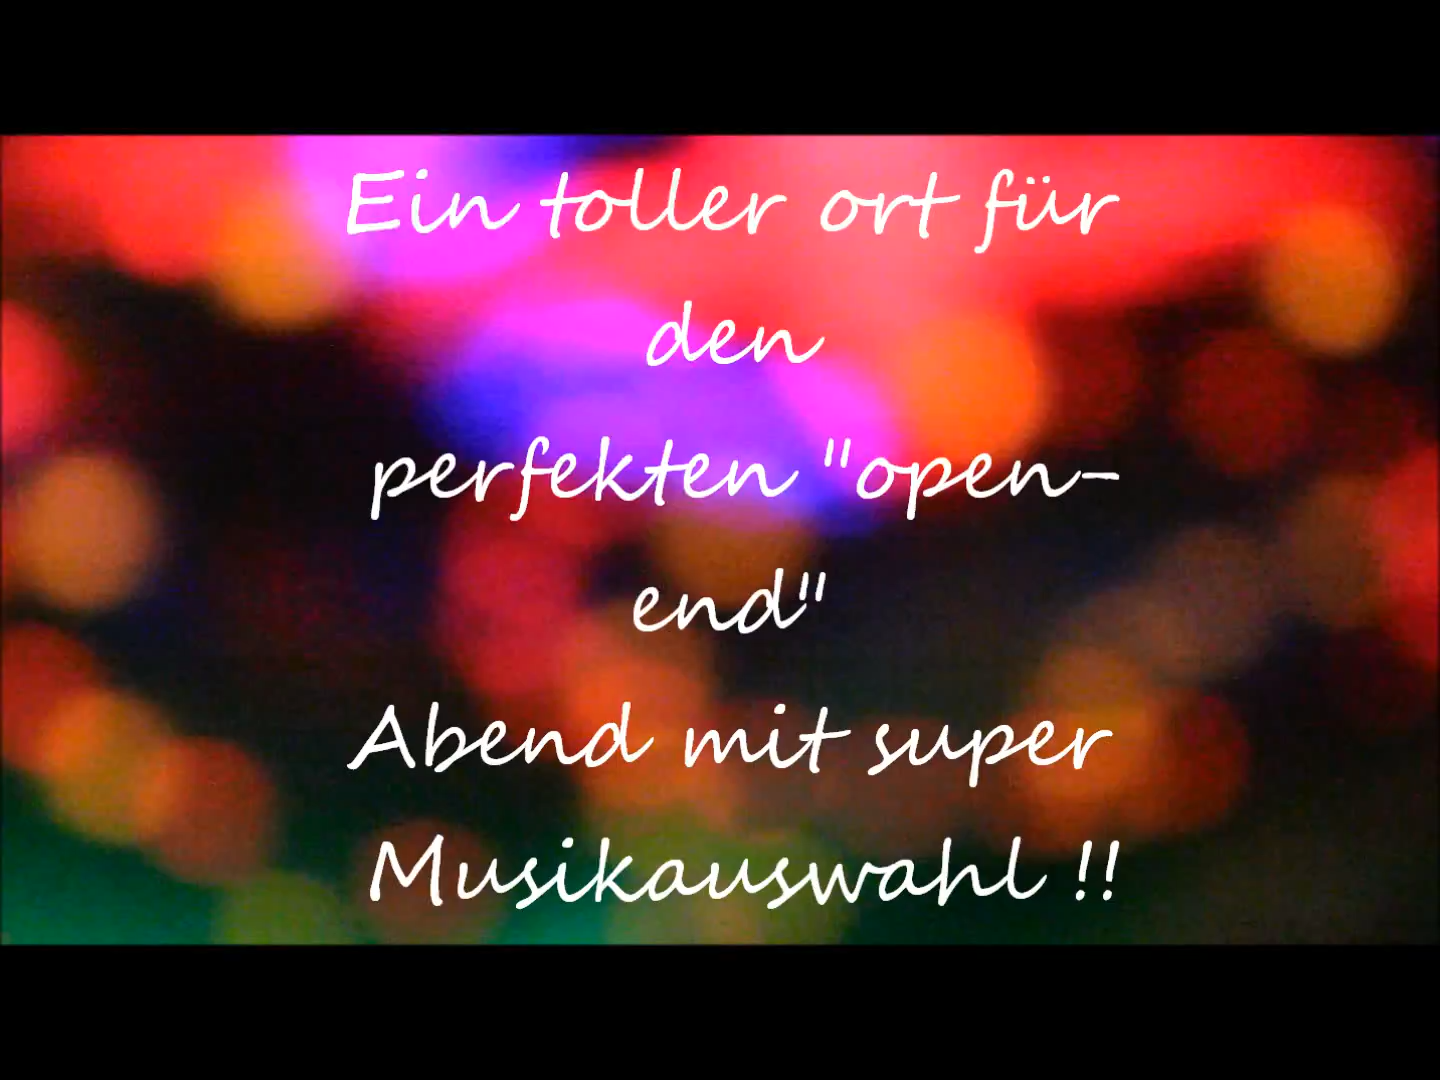 Ein toller ort für
den
perfekten "open-
end"
Abend mit super
Musikauswahl !!